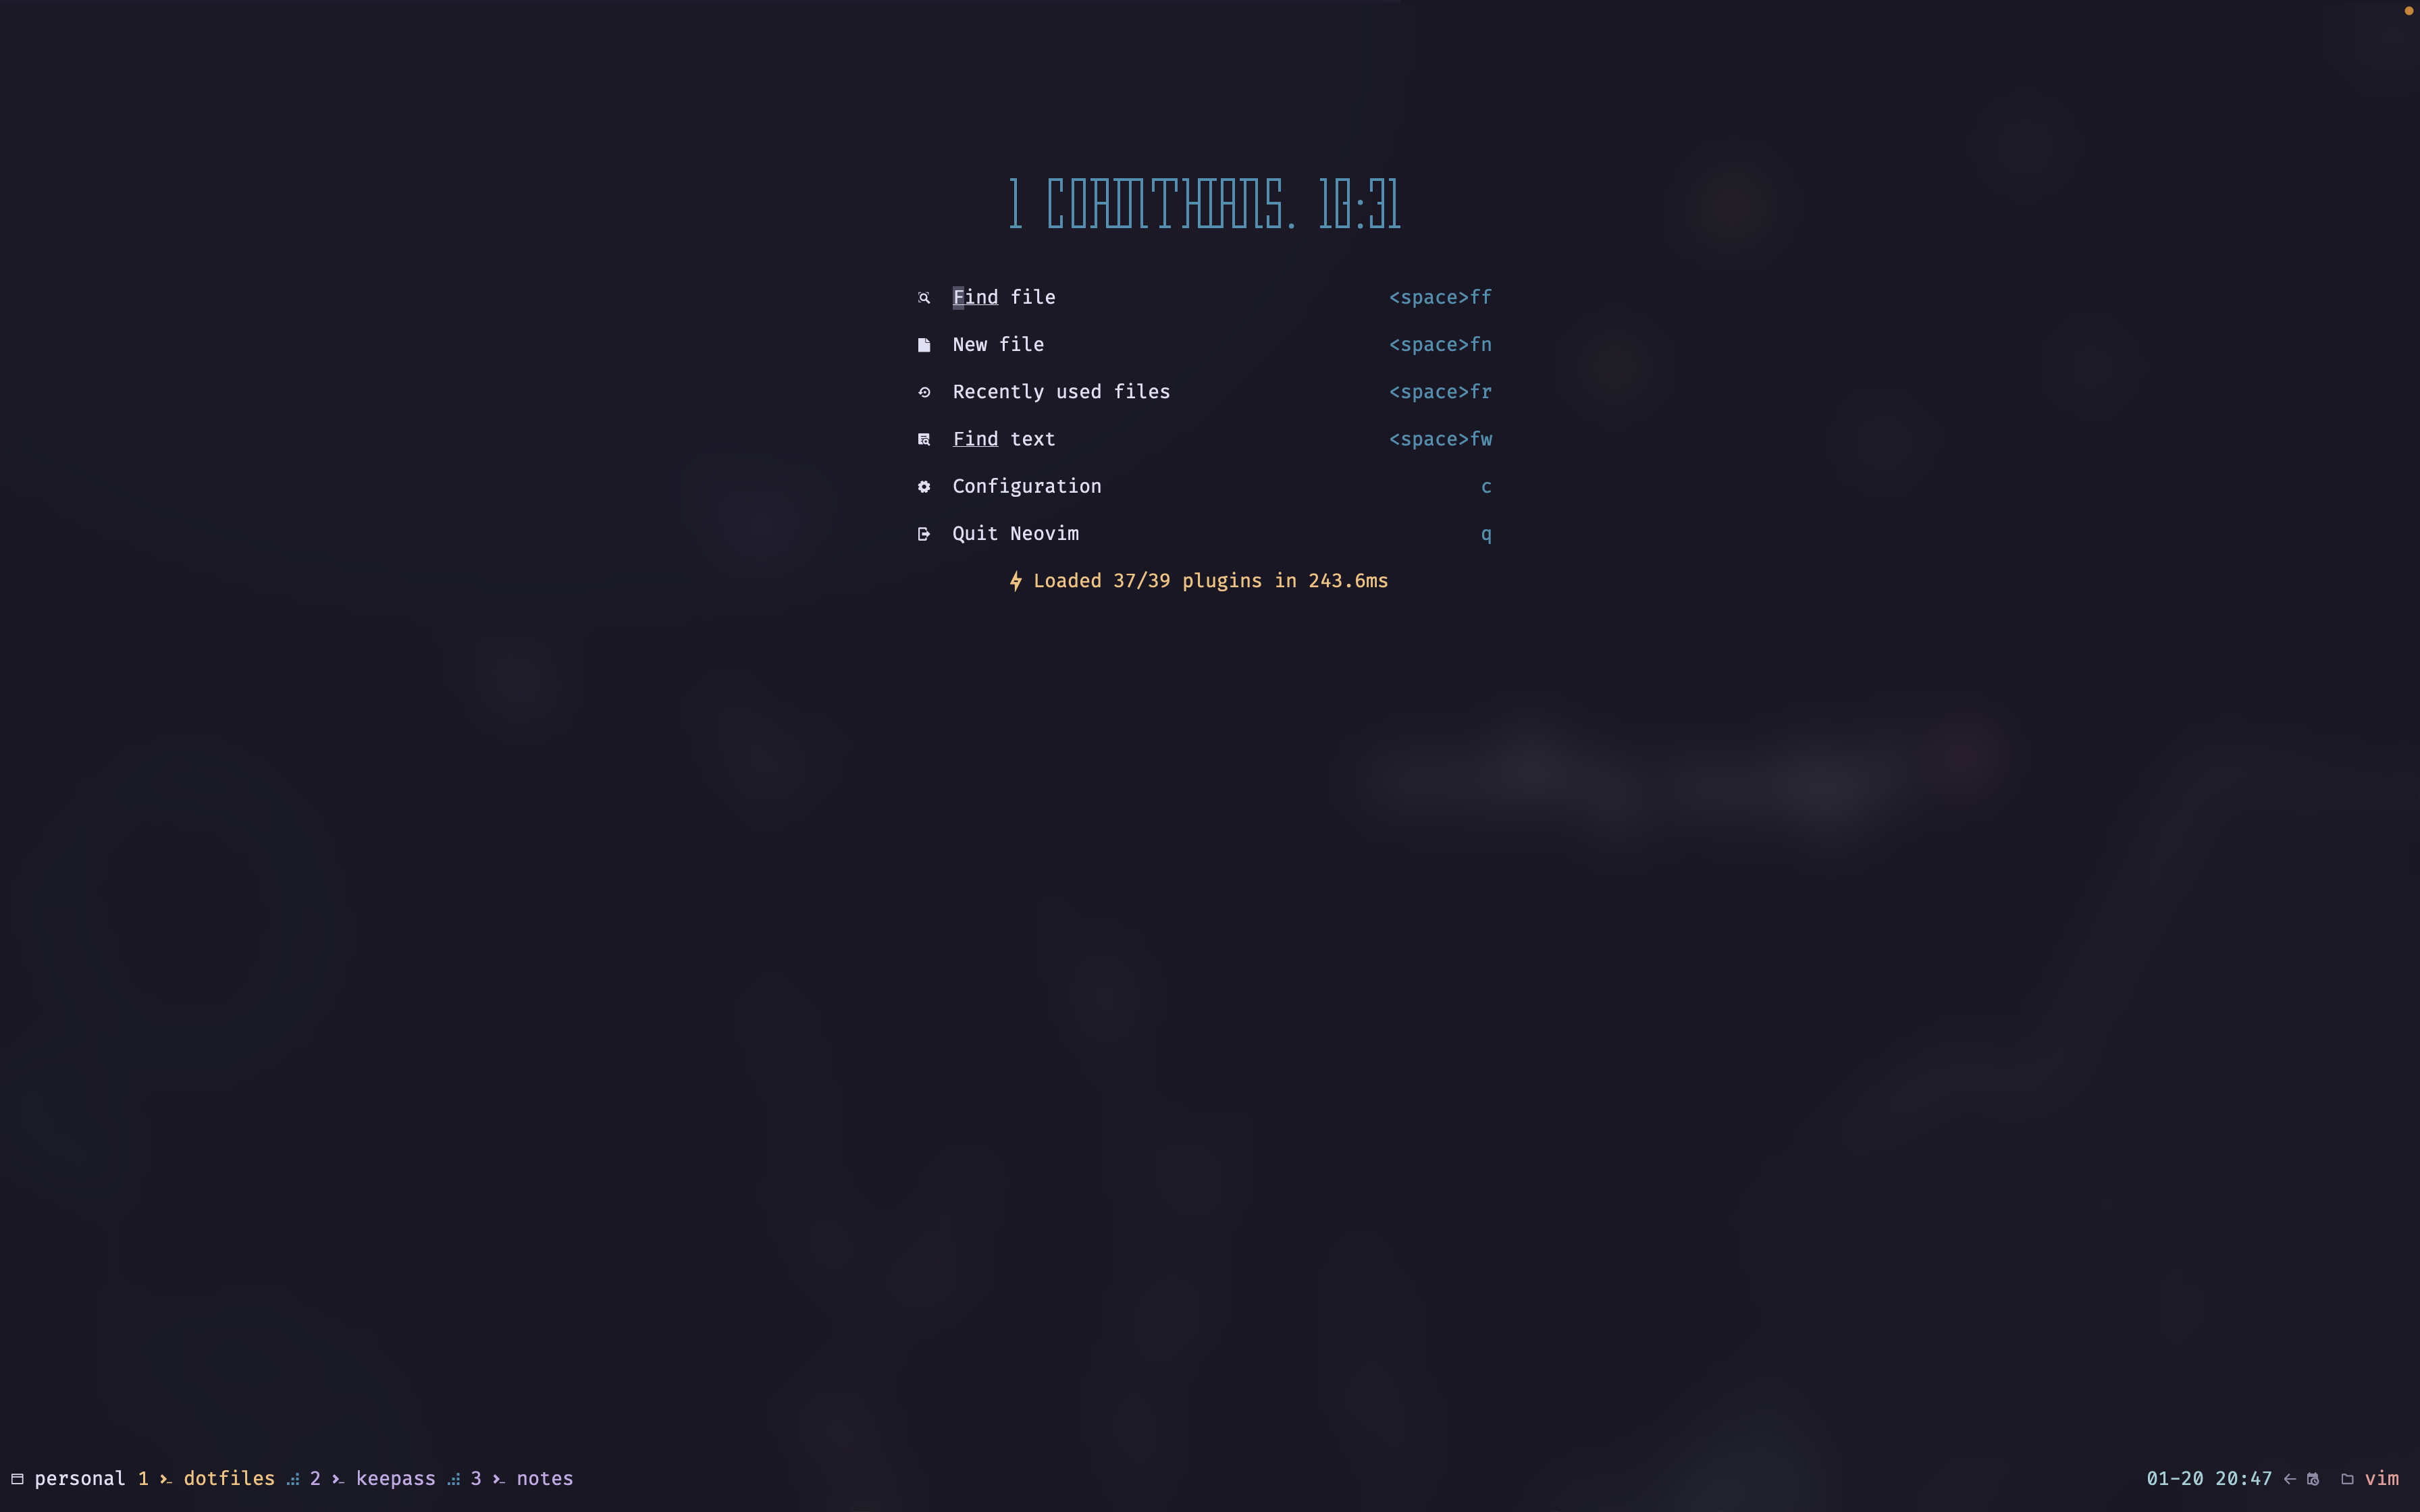 1 CORINTHIANS. 10:31
Find file <space>ff
New file <space>fn
Recently used files <space>fr
Find text <space>fw
Configuration c
Quit Neovim q
Loaded 37/39 plugins in 243.6ms
personal 1 dotfiles 2 keepass 3 notes 01-20 20:47 vim